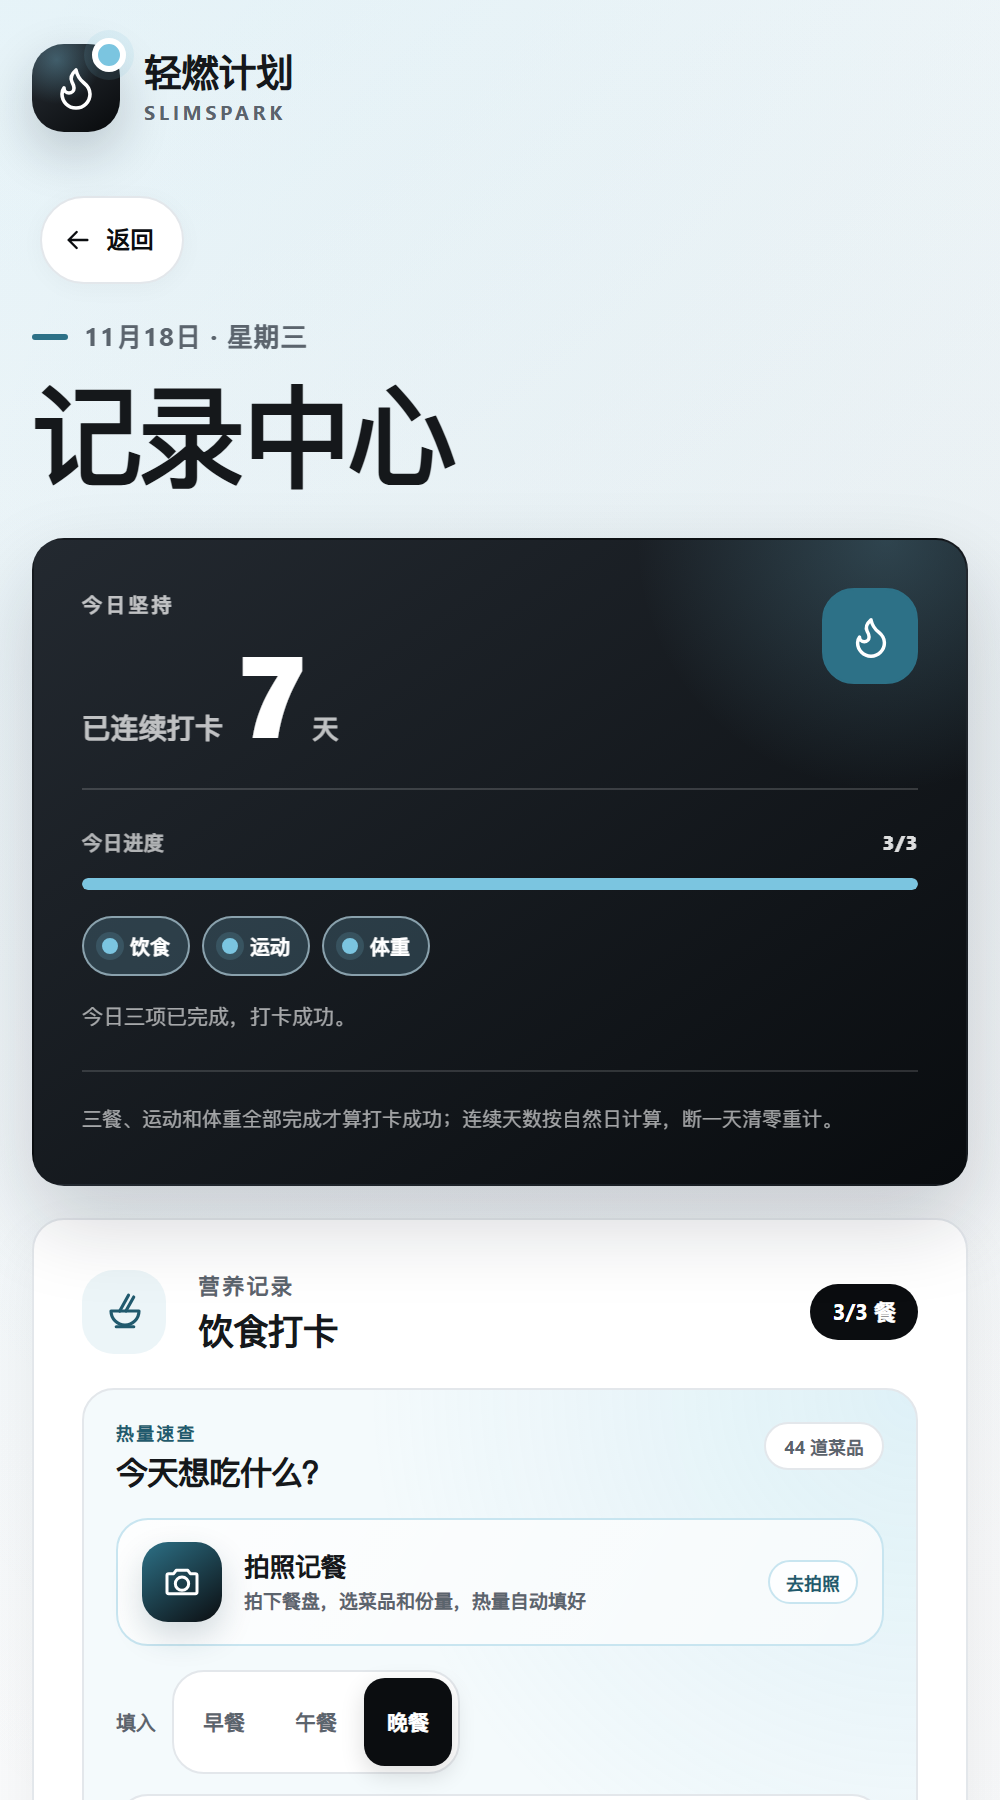 轻燃计划
SLIMSPARK
返回
11月18日 · 星期三
记录中心
今日坚持
已连续打卡 7 天
今日进度 3/3
饮食 运动 体重
今日三项已完成，打卡成功。
三餐、运动和体重全部完成才算打卡成功；连续天数按自然日计算，断一天清零重计。
营养记录
饮食打卡
3/3 餐
热量速查
今天想吃什么？
44 道菜品
拍照记餐
拍下餐盘，选菜品和份量，热量自动填好
去拍照
填入 早餐 午餐 晚餐